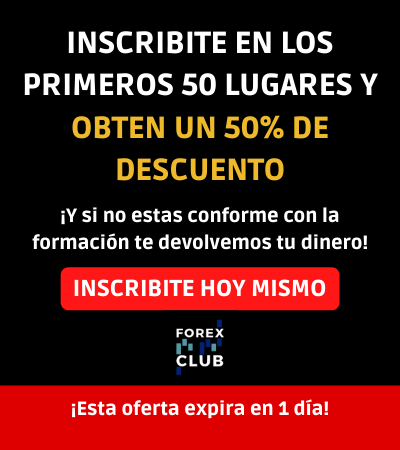 INSCRIBITE EN LOS
PRIMEROS 50 LUGARES Y
OBTEN UN 50% DE
DESCUENTO
¡Y si no estas conforme con la
formación te devolvemos tu dinero!
INSCRIBITE HOY MISMO
FOREX
CLUB
¡Esta oferta expira en 1 día!